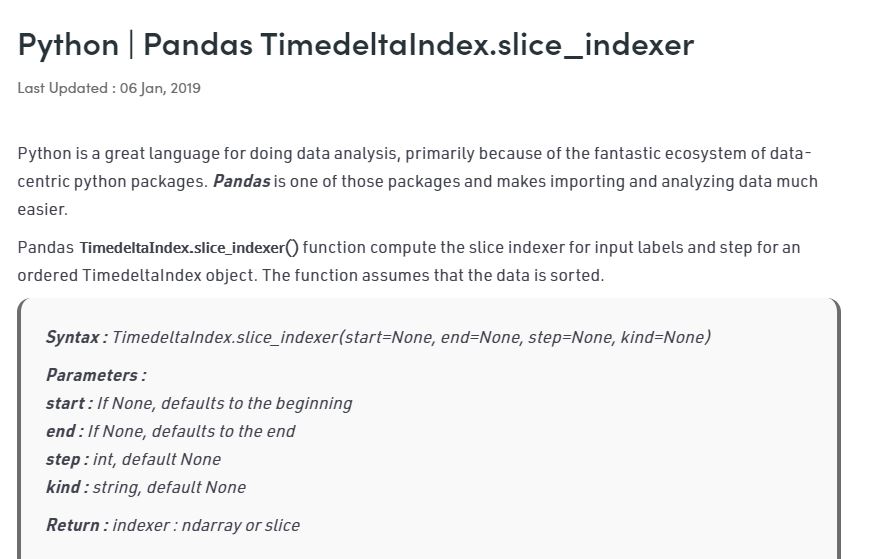 Python | Pandas TimedeltaIndex.slice_indexer
Last Updated : 06 Jan, 2019
Python is a great language for doing data analysis, primarily because of the fantastic ecosystem of data-
centric python packages. Pandas is one of those packages and makes importing and analyzing data much
easier.
Pandas TimedeltaIndex.slice_indexer() function compute the slice indexer for input labels and step for an
ordered TimedeltaIndex object. The function assumes that the data is sorted.
Syntax : TimedeltaIndex.slice_indexer(start=None, end=None, step=None, kind=None)
Parameters :
start : If None, defaults to the beginning
end : If None, defaults to the end
step : int, default None
kind : string, default None
Return : indexer : ndarray or slice